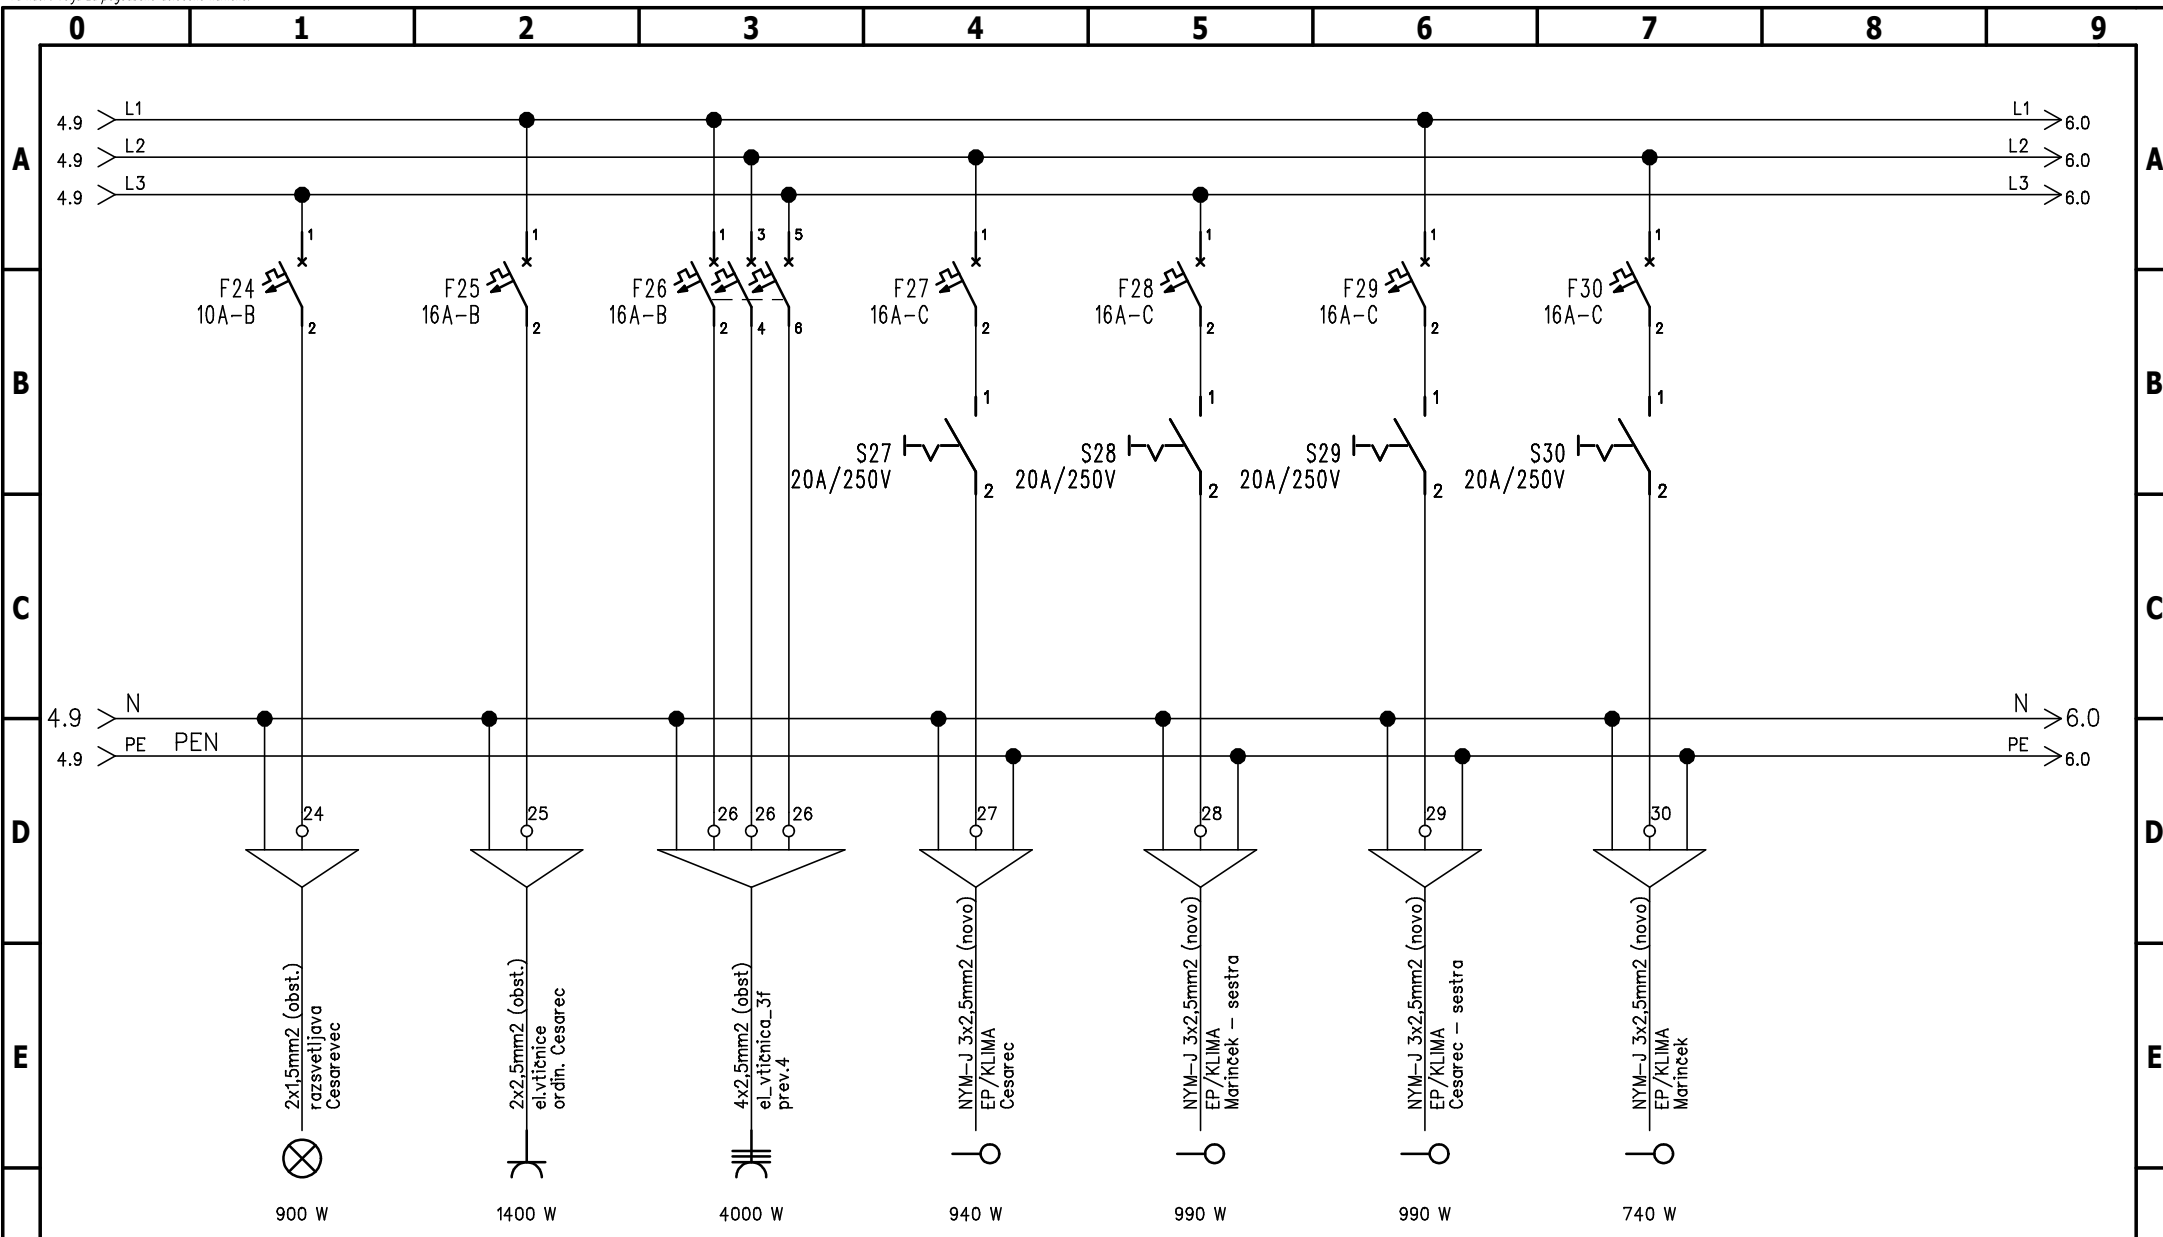 0 1 2 3 4 5 6 7 8 9
4.9 L1 L1 6.0
A 4.9 L2 L2 6.0 A
4.9 L3 L3 6.0
1 1 1 3 5 1 1 1 1
F24 F25 F26 F27 F28 F29 F30
10A-B 16A-B 16A-B 16A-C 16A-C 16A-C 16A-C
2 2 2 4 6 2 2 2 2
B B
1 1 1 1
S27 S28 S29 S30
20A/250V 20A/250V 20A/250V 20A/250V
2 2 2 2
C C
4.9 N N 6.0
4.9 PE PEN PE 6.0
24 25 26 26 26 27 28 29 30
D D
2x1,5mm2 (obst.)
razsvetljava
Cesarevec
2x2,5mm2 (obst.)
el.vtičnice
ordin. Cesarec
4x2,5mm2 (obst)
el_vtičnica_3f
prev.4
NYM-J 3x2,5mm2 (novo)
EP/KLIMA
Cesarec
NYM-J 3x2,5mm2 (novo)
EP/KLIMA
Marinček - sestra
NYM-J 3x2,5mm2 (novo)
EP/KLIMA
Cesarec - sestra
NYM-J 3x2,5mm2 (novo)
EP/KLIMA
Marinček
E E
900 W 1400 W 4000 W 940 W 990 W 990 W 740 W